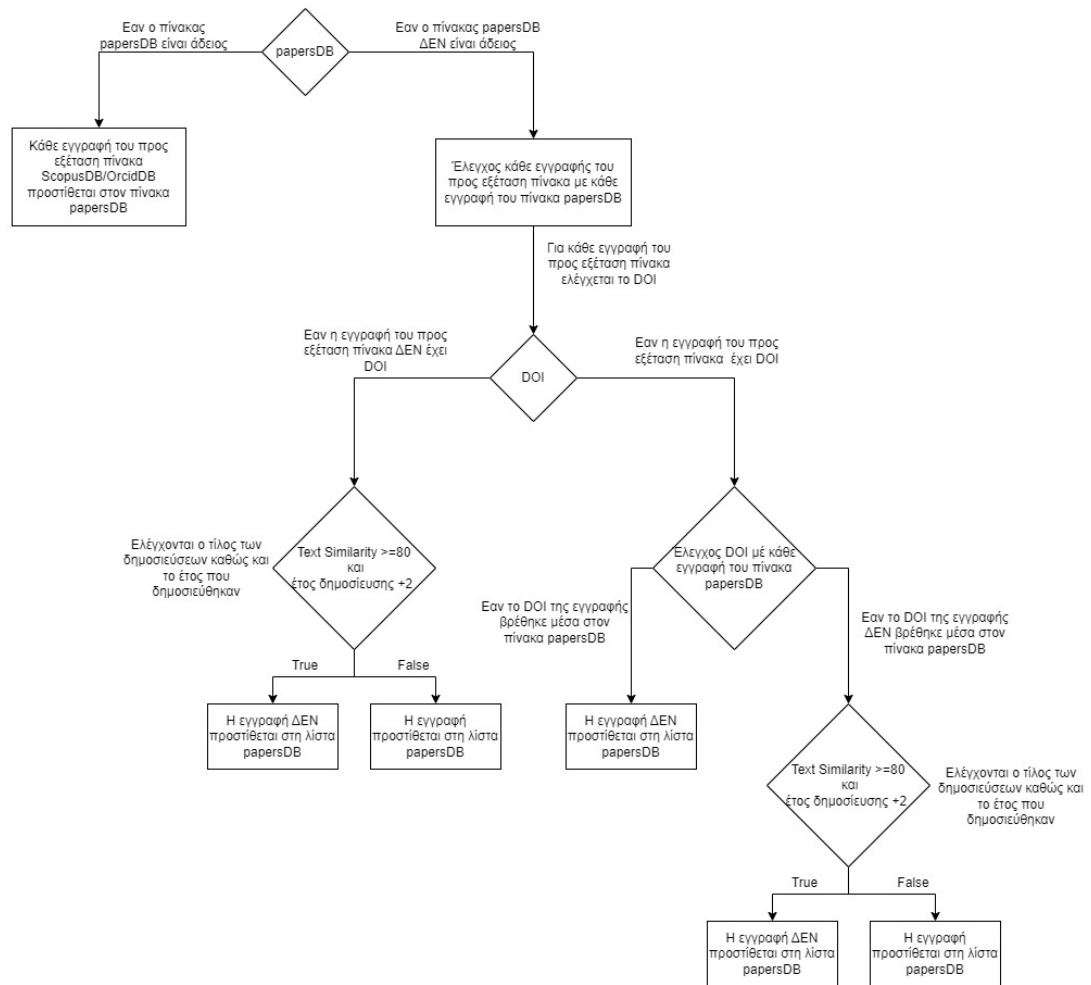 Εαν ο πίνακας
papersDB είναι άδειος
papersDB
Εαν ο πίνακας papersDB
ΔΕΝ είναι άδειος
Κάθε εγγραφή του προς
εξέταση πίνακα
ScopusDB/OrcidDB
προστίθεται στον πίνακα
papersDB
Έλεγχος κάθε εγγραφής του
προς εξέταση πίνακα με κάθε
εγγραφή του πίνακα papersDB
Για κάθε εγγραφή του
προς εξέταση πίνακα
ελέγχεται το DOI
Εαν η εγγραφή του προς
εξέταση πίνακα ΔΕΝ έχει
DOI
DOI
Εαν η εγγραφή του προς
εξέταση πίνακα έχει DOI
Ελέγχονται ο τίλος των
δημοσιεύσεων καθώς και
το έτος που
δημοσιεύθηκαν
Text Similarity >=80
και
έτος δημοσίευσης +2
Έλεγχος DOI μέ κάθε
εγγραφή του πίνακα
papersDB
Εαν το DOI της εγγραφής
βρέθηκε μέσα στον
πίνακα papersDB
Εαν το DOI της εγγραφής
ΔΕΝ βρέθηκε μέσα στον
πίνακα papersDB
True
False
Η εγγραφή ΔΕΝ
προστίθεται στη λίστα
papersDB
Η εγγραφή
προστίθεται στη λίστα
papersDB
Η εγγραφή ΔΕΝ
προστίθεται στη λίστα
papersDB
Text Similarity >=80
και
έτος δημοσίευσης +2
Ελέγχονται ο τίλος των
δημοσιεύσεων καθώς και
το έτος που
δημοσιεύθηκαν
True
False
Η εγγραφή ΔΕΝ
προστίθεται στη λίστα
papersDB
Η εγγραφή
προστίθεται στη λίστα
papersDB